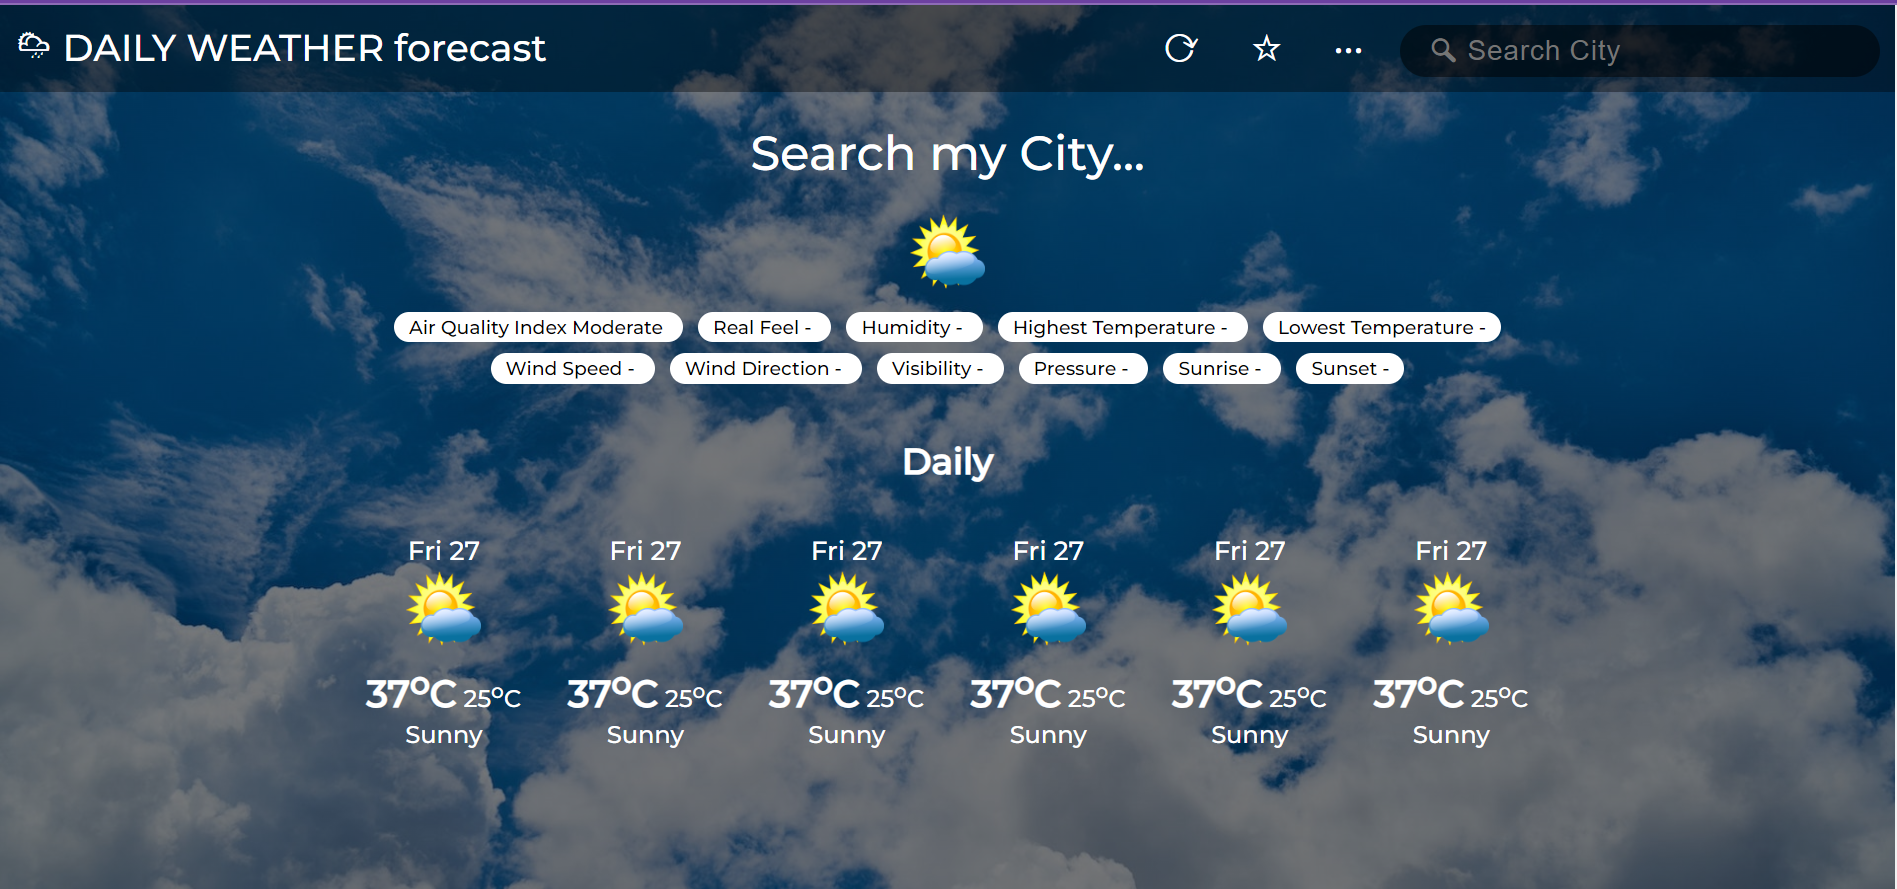 DAILY WEATHER forecast
Search City
Search my City...
Air Quality Index Moderate Real Feel - Humidity - Highest Temperature - Lowest Temperature -
Wind Speed - Wind Direction - Visibility - Pressure - Sunrise - Sunset -
Daily
Fri 27 Fri 27 Fri 27 Fri 27 Fri 27 Fri 27
37°C 25°C 37°C 25°C 37°C 25°C 37°C 25°C 37°C 25°C 37°C 25°C
Sunny Sunny Sunny Sunny Sunny Sunny